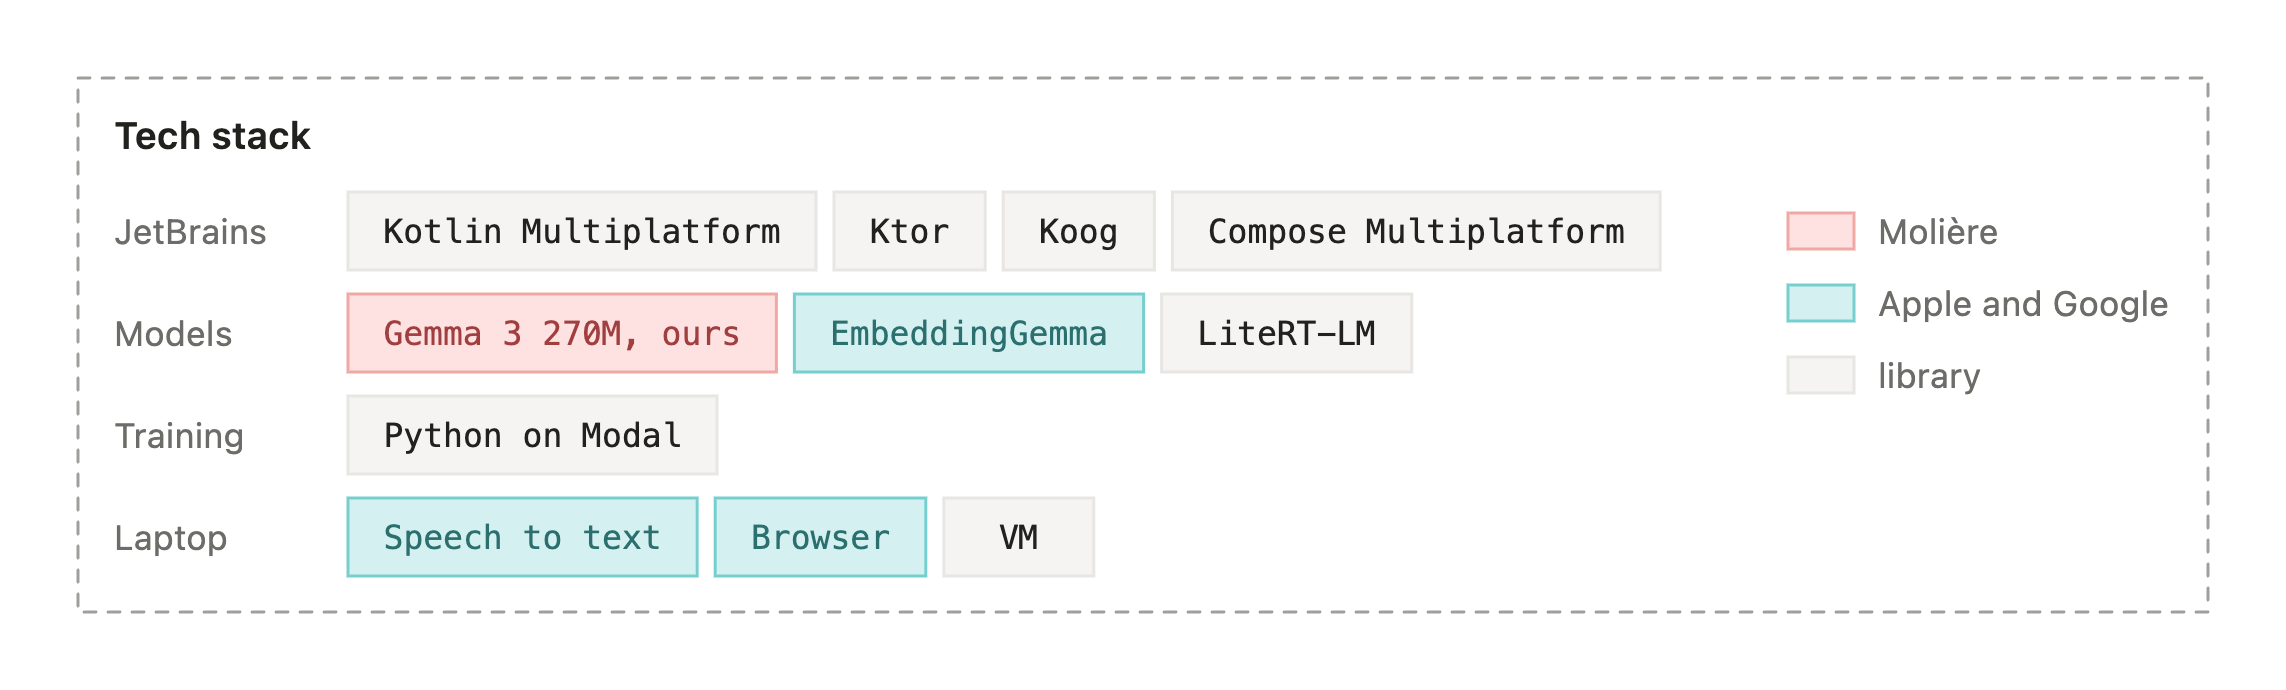 Tech stack
JetBrains Kotlin Multiplatform Ktor Koog Compose Multiplatform
Models Gemma 3 270M, ours EmbeddingGemma LiteRT–LM
Training Python on Modal
Laptop Speech to text Browser VM
Molière
Apple and Google
library